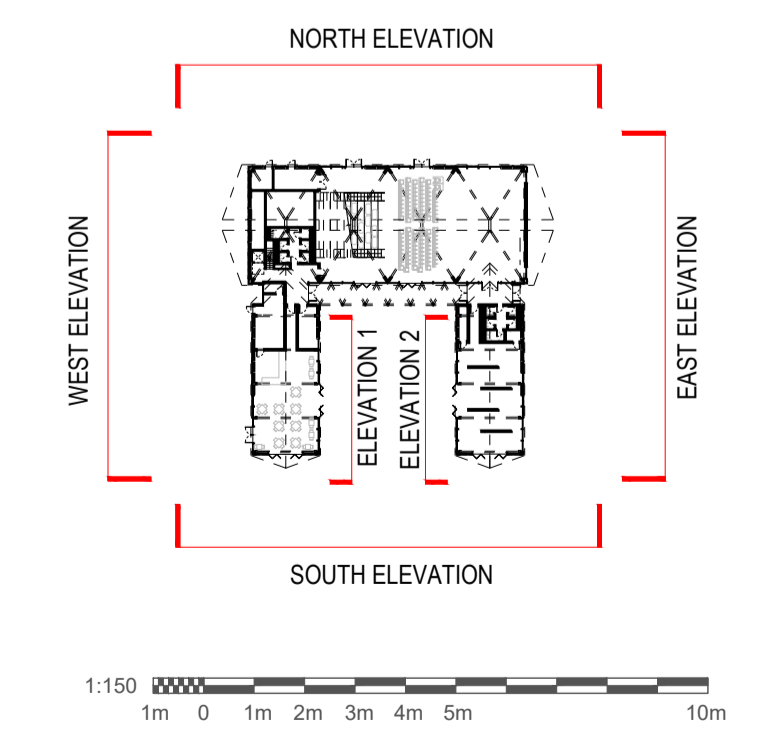 NORTH ELEVATION
WEST ELEVATION
ELEVATION 1
ELEVATION 2
EAST ELEVATION
SOUTH ELEVATION
1:150
1m 0 1m 2m 3m 4m 5m 10m